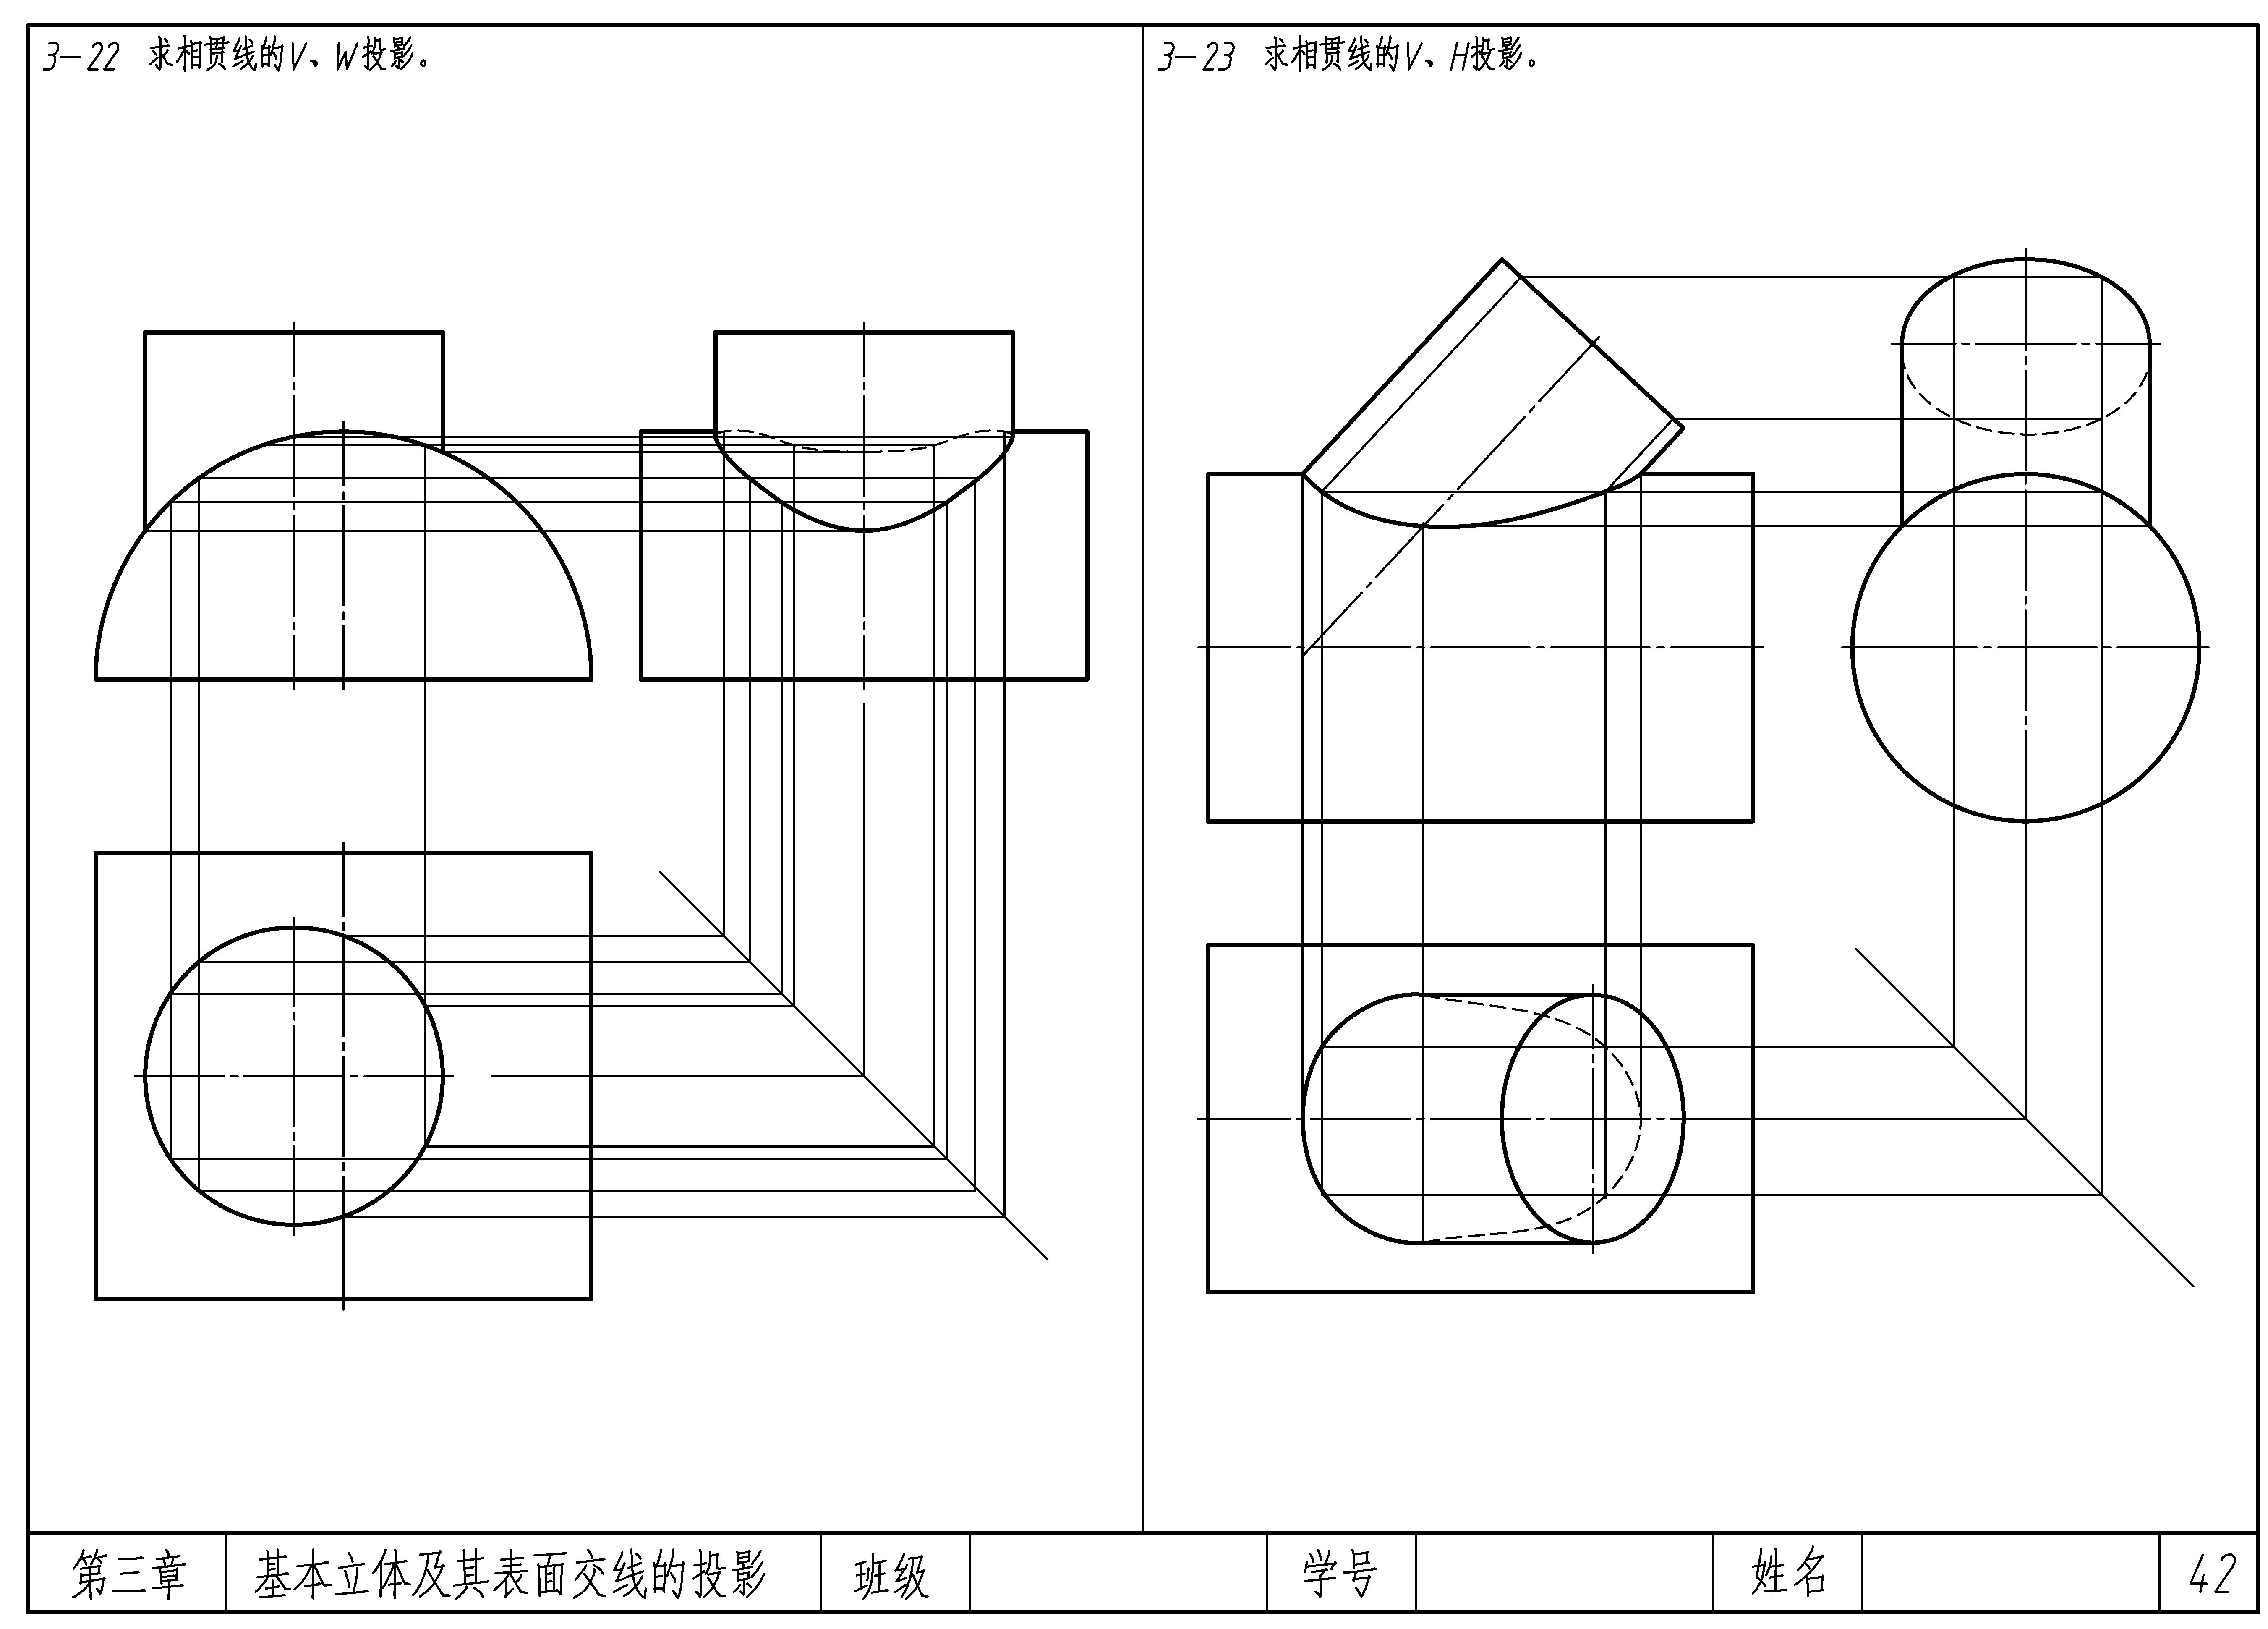 3-22 求相贯线的V、W投影。
3-23 求相贯线的V、H投影。
第三章 基本立体及其表面交线的投影 班级 学号 姓名 42